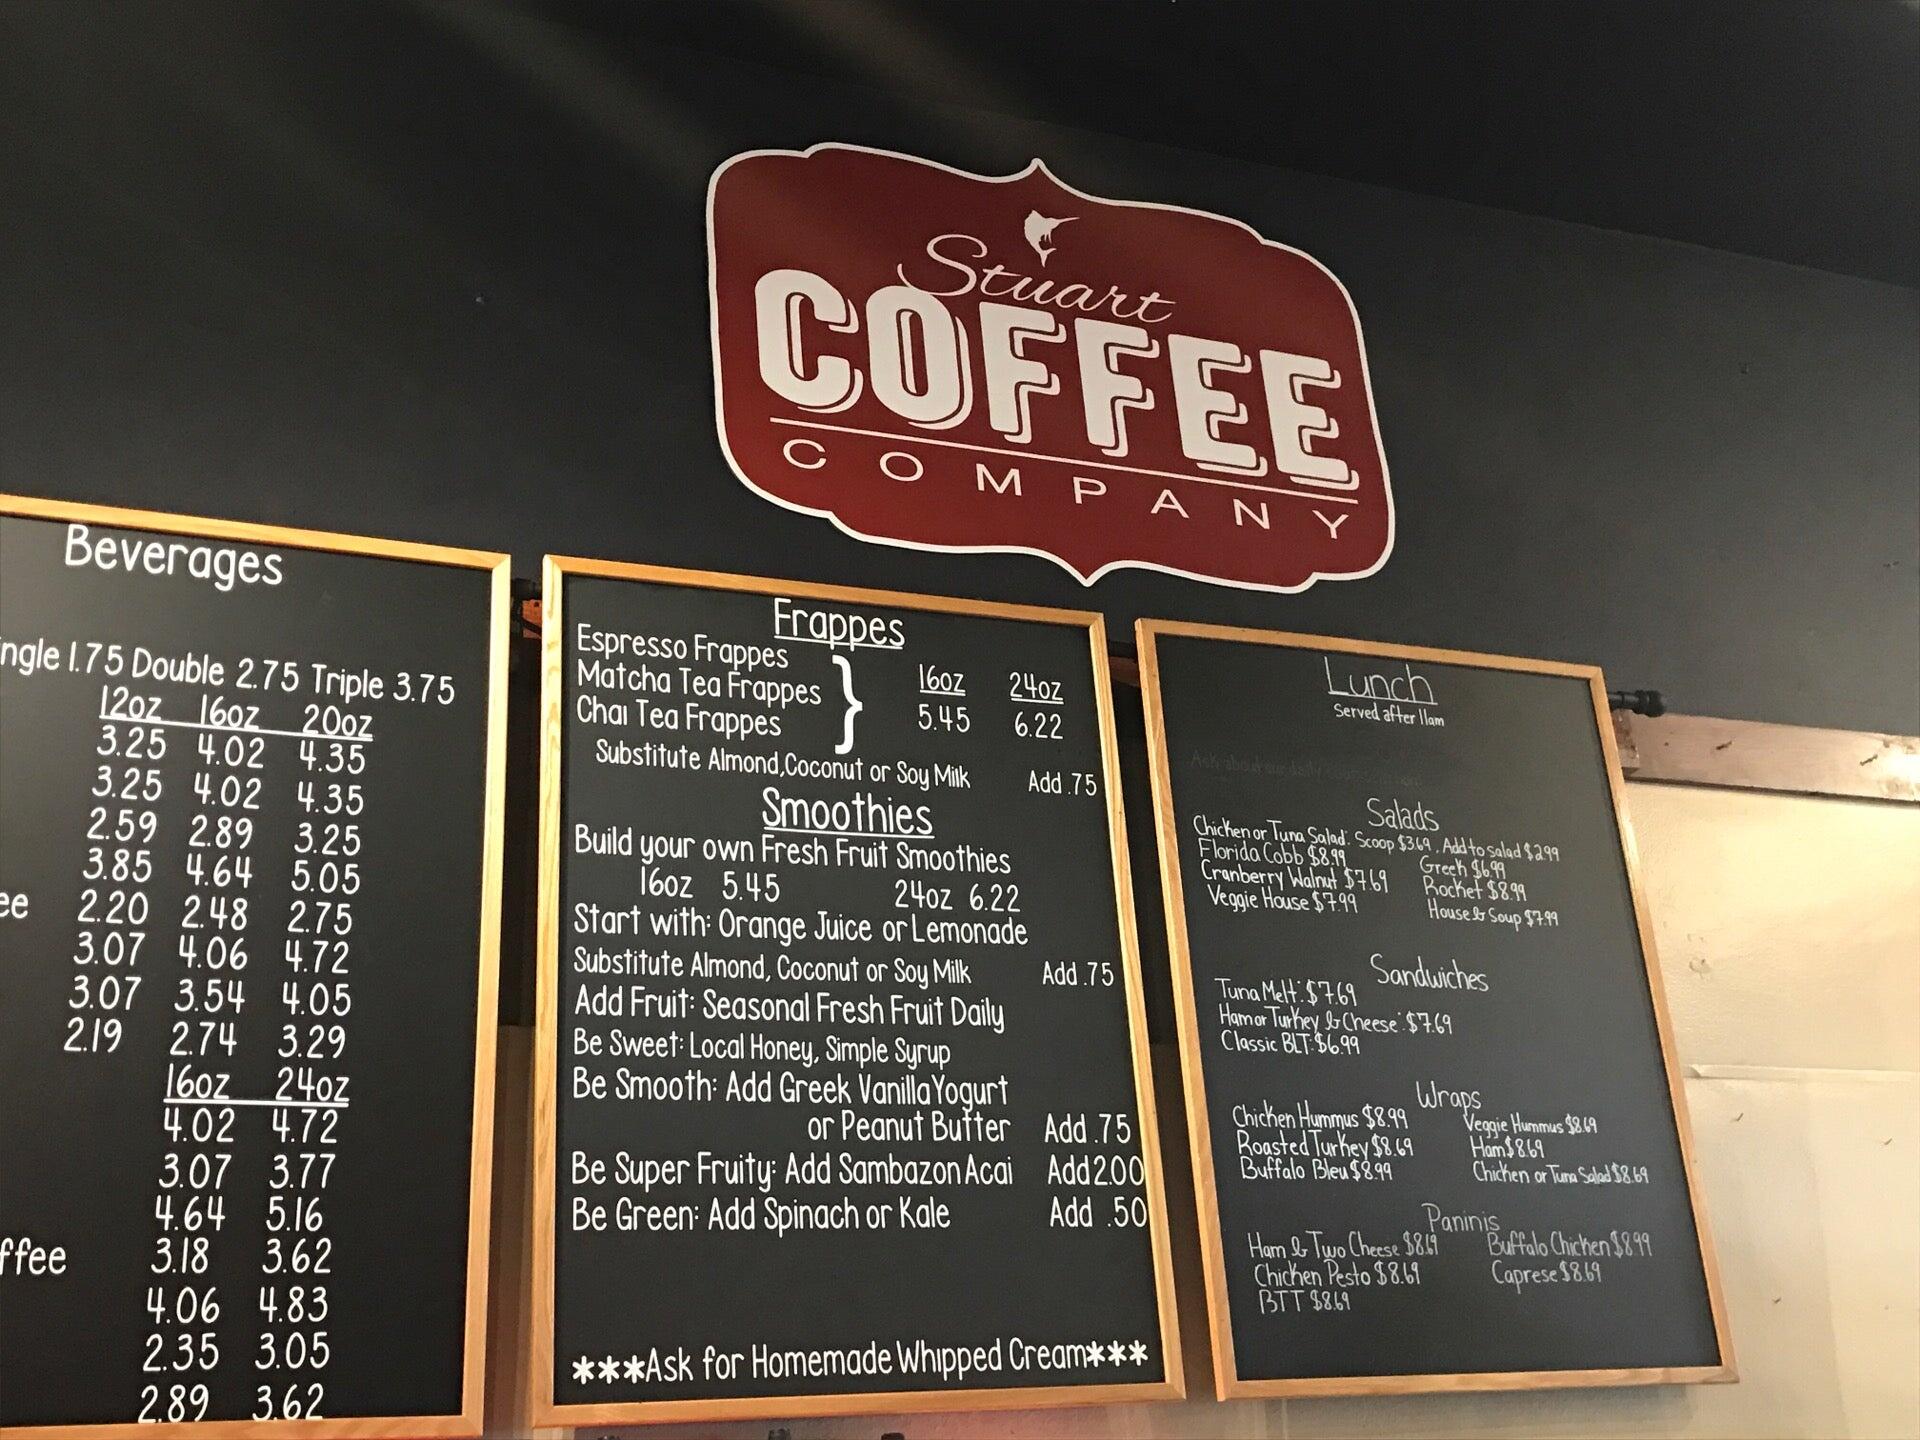 Stuart
COFFEE
COMPANY
Beverages
ngle 1.75 Double 2.75 Triple 3.75
12oz 16oz 20oz
3.25 4.02 4.35
3.25 4.02 4.35
2.59 2.89 3.25
3.85 4.64 5.05
ee 2.20 2.48 2.75
3.07 4.06 4.72
3.07 3.54 4.05
2.19 2.74 3.29
16oz 24oz
4.02 4.72
3.07 3.77
4.64 5.16
ffee 3.18 3.62
4.06 4.83
2.35 3.05
2.89 3.62
Frappes
Espresso Frappes
Matcha Tea Frappes } 16oz 24oz
Chai Tea Frappes 5.45 6.22
Substitute Almond, Coconut or Soy Milk Add .75
Smoothies
Build your own Fresh Fruit Smoothies
16oz 5.45 24oz 6.22
Start with: Orange Juice or Lemonade
Substitute Almond, Coconut or Soy Milk Add .75
Add Fruit: Seasonal Fresh Fruit Daily
Be Sweet: Local Honey, Simple Syrup
Be Smooth: Add Greek Vanilla Yogurt
or Peanut Butter Add .75
Be Super Fruity: Add Sambazon Acai Add 2.00
Be Green: Add Spinach or Kale Add .50
***Ask for Homemade Whipped Cream***
Lunch
Served after 11am
Ask about our daily
Salads
Chicken or Tuna Salad: Scoop $3.69, Add to salad $2.99
Florida Cobb $8.99 Greek $6.99
Cranberry Walnut $7.69 Rocket $8.99
Veggie House $7.99 House & Soup $7.99
Sandwiches
Tuna Melt: $7.69
Ham or Turkey & Cheese: $7.69
Classic BLT: $6.99
Wraps
Chicken Hummus $8.99 Veggie Hummus $8.69
Roasted Turkey $8.69 Ham $8.69
Buffalo Bleu $8.99 Chicken or Tuna Salad $8.69
Paninis
Ham & Two Cheese $8.69 Buffalo Chicken $8.99
Chicken Pesto $8.69 Caprese $8.69
BTT $8.69